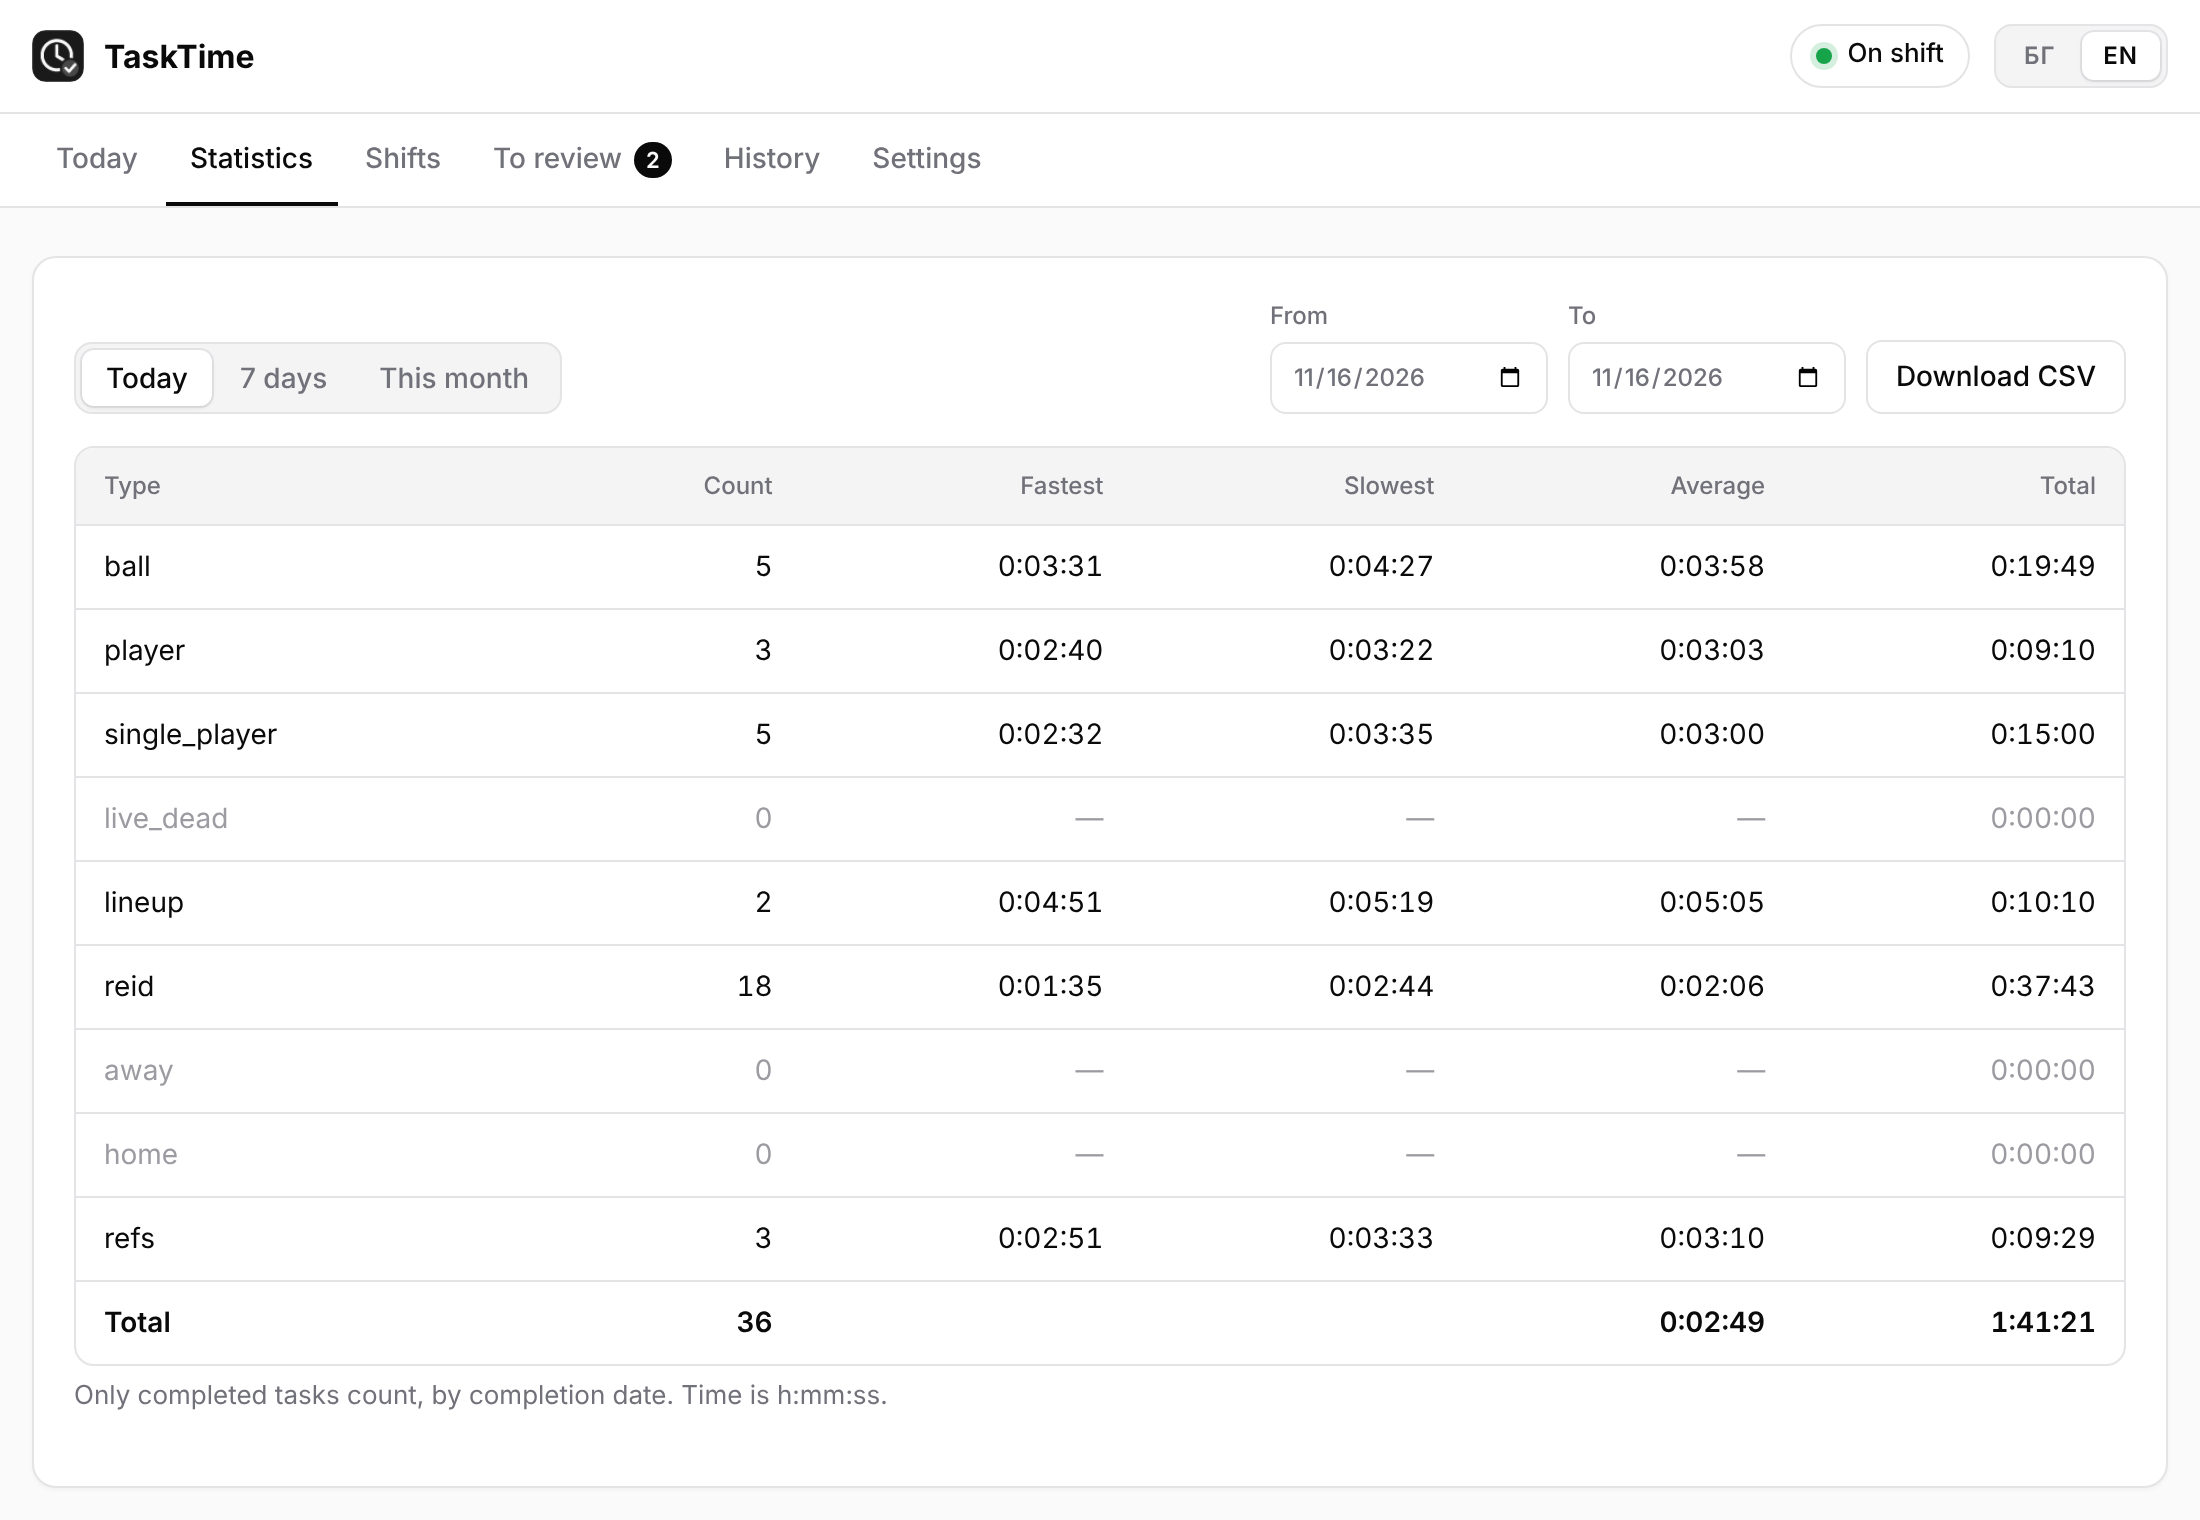 TaskTime
On shift
БГ EN
Today Statistics Shifts To review 2 History Settings
From To
Today 7 days This month 11/16/2026 11/16/2026 Download CSV
Type Count Fastest Slowest Average Total
ball 5 0:03:31 0:04:27 0:03:58 0:19:49
player 3 0:02:40 0:03:22 0:03:03 0:09:10
single_player 5 0:02:32 0:03:35 0:03:00 0:15:00
live_dead 0 — — — 0:00:00
lineup 2 0:04:51 0:05:19 0:05:05 0:10:10
reid 18 0:01:35 0:02:44 0:02:06 0:37:43
away 0 — — — 0:00:00
home 0 — — — 0:00:00
refs 3 0:02:51 0:03:33 0:03:10 0:09:29
Total 36 0:02:49 1:41:21
Only completed tasks count, by completion date. Time is h:mm:ss.